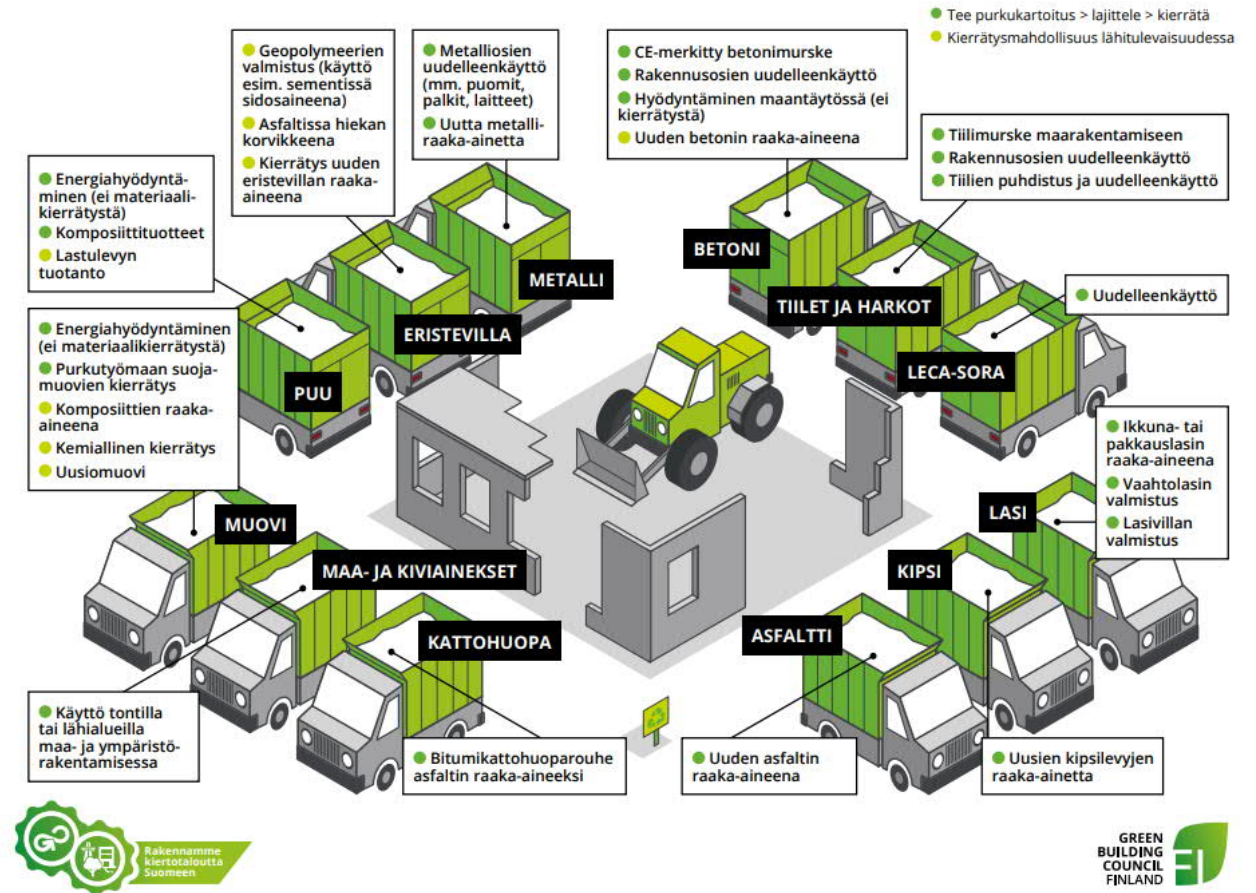 Tee purkukartoitus > lajittele > kierrätä
Kierrätysmahdollisuus lähitulevaisuudessa
Geopolymeerien
valmistus (käyttö
esim. sementissä
sidosaineena)
Asfaltissa hiekan
korvikkeena
Kierrätys uuden
eristevillan raaka-
aineena
Metalliosien
uudelleenkäyttö
(mm. puomit,
palkit, laitteet)
Uutta metalli-
raaka-ainetta
CE-merkitty betonimurske
Rakennusosien uudelleenkäyttö
Hyödyntäminen maantäytössä (ei
kierrätystä)
Uuden betonin raaka-aineena
Tiilimurske maarakentamiseen
Rakennusosien uudelleenkäyttö
Tiilien puhdistus ja uudelleenkäyttö
Energiahyödyntä-
minen (ei materiaali-
kierrätystä)
Komposiittituotteet
Lastulevyn
tuotanto
METALLI
BETONI
TIILET JA HARKOT
Uudelleenkäyttö
ERISTEVILLA
LECA-SORA
PUU
Energiahyödyntäminen
(ei materiaalikierrätystä)
Purkutyömaan suoja-
muovien kierrätys
Komposiittien raaka-
aineena
Kemiallinen kierrätys
Uusiomuovi
Ikkuna- tai
pakkauslasin
raaka-aineena
Vaahtolasin
valmistus
Lasivillan
valmistus
MUOVI
LASI
MAA- JA KIVIAINEKSET
KIPSI
KATTOHUOPA
ASFALTTI
Käyttö tontilla
tai lähialueilla
maa- ja ympäristö-
rakentamisessa
Bitumikattohuoparouhe
asfaltin raaka-aineeksi
Uuden asfaltin
raaka-aineena
Uusien kipsilevyjen
raaka-ainetta
Rakennamme
kiertotaloutta
Suomeen
GREEN
BUILDING
COUNCIL
FINLAND
FI